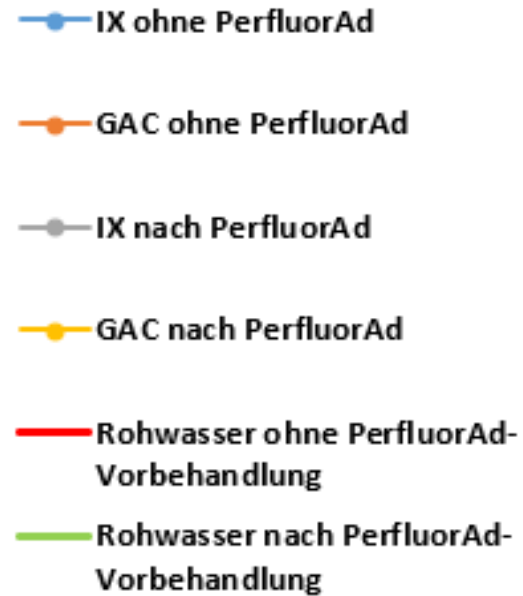 IX ohne PerfluorAd
GAC ohne PerfluorAd
IX nach PerfluorAd
GAC nach PerfluorAd
Rohwasser ohne PerfluorAd-
Vorbehandlung
Rohwasser nach PerfluorAd-
Vorbehandlung